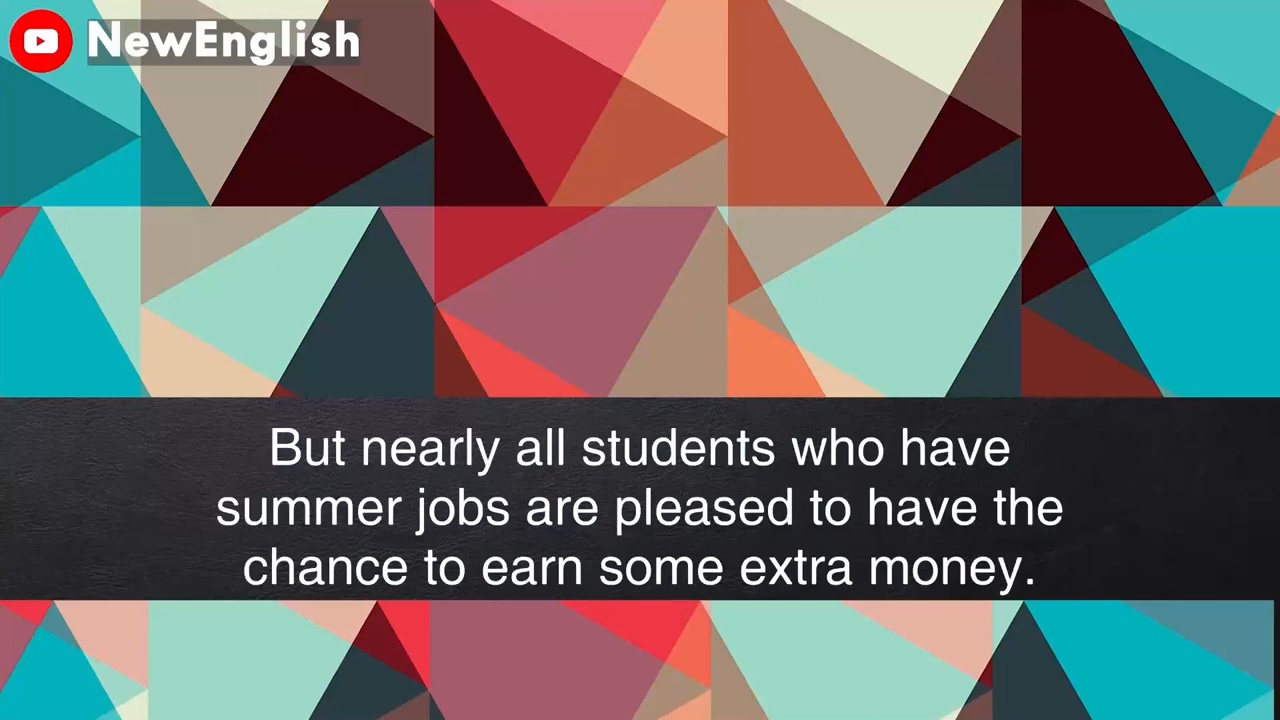 NewEnglish
But nearly all students who have
summer jobs are pleased to have the
chance to earn some extra money.